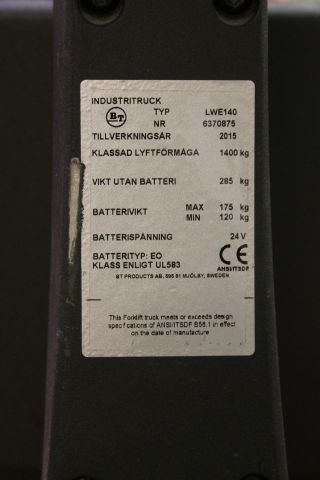 INDUSTRITRUCK
BT TYP LWE140
NR 6370875
TILLVERKNINGSÅR 2015
KLASSAD LYFTFÖRMÅGA 1400 kg
VIKT UTAN BATTERI 285 kg
BATTERIVIKT MAX 175 kg
MIN 120 kg
BATTERISPÄNNING 24 V
BATTERITYP: EO CE
KLASS ENLIGT UL583 ANSI/ITSDF
BT PRODUCTS AB, 595 81 MJÖLBY, SWEDEN
This Forklift truck meets or exceeds design
specifications of ANSI/ITSDF B56.1 in effect
on the date of manufacture